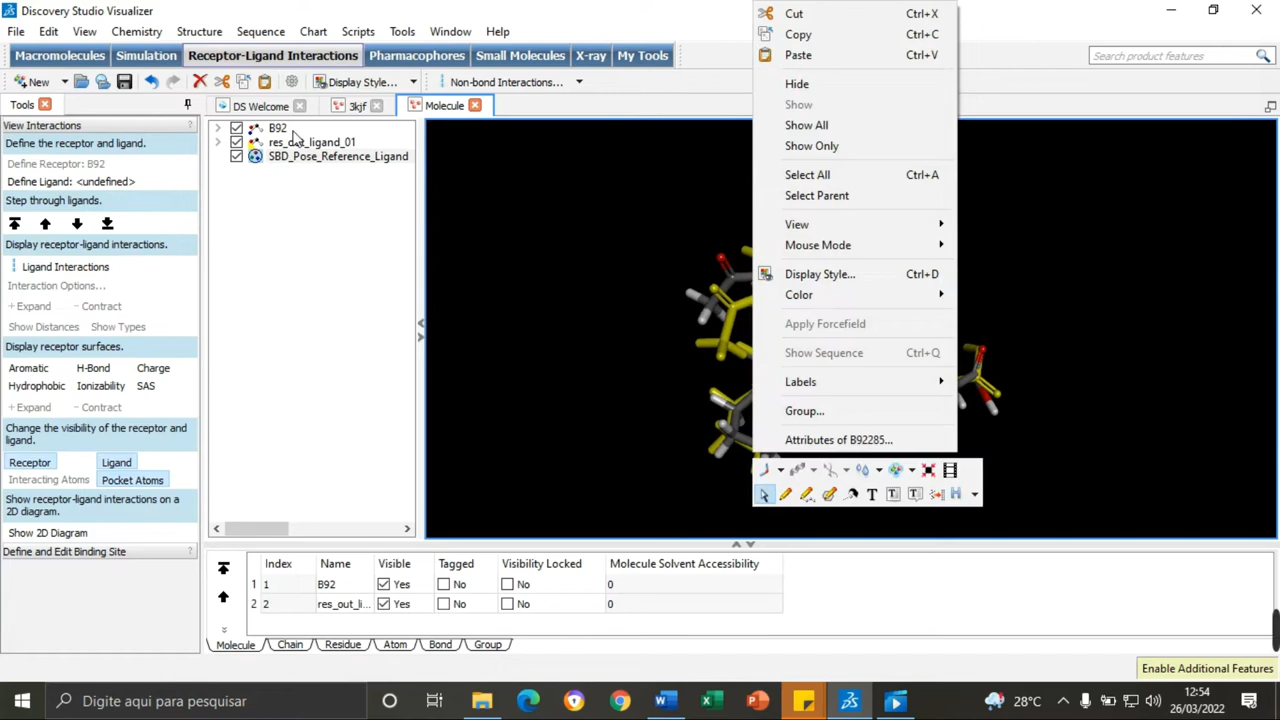 Discovery Studio Visualizer
File Edit View Chemistry Structure Sequence Chart Scripts Tools Window Help
Macromolecules Simulation Receptor-Ligand Interactions Pharmacophores Small Molecules X-ray My Tools
Search product features
New Display Style... Non-bond Interactions...
Tools
DS Welcome 3kjf Molecule
View Interactions ?
Define the receptor and ligand.
Define Receptor: B92
Define Ligand: <undefined>
Step through ligands.
Display receptor-ligand interactions.
Ligand Interactions
Interaction Options...
+ Expand - Contract
Show Distances Show Types
Display receptor surfaces.
Aromatic H-Bond Charge
Hydrophobic Ionizability SAS
+ Expand - Contract
Change the visibility of the receptor and
ligand.
Receptor Ligand
Interacting Atoms Pocket Atoms
Show receptor-ligand interactions on a
2D diagram.
Show 2D Diagram
Define and Edit Binding Site ?
B92
res_out_ligand_01
SBD_Pose_Reference_Ligand
Cut Ctrl+X
Copy Ctrl+C
Paste Ctrl+V
Hide
Show
Show All
Show Only
Select All Ctrl+A
Select Parent
View
Mouse Mode
Display Style... Ctrl+D
Color
Apply Forcefield
Show Sequence Ctrl+Q
Labels
Group...
Attributes of B92285...
Index Name Visible Tagged Visibility Locked Molecule Solvent Accessibility
1 1 B92 Yes No No 0
2 2 res_out_li... Yes No No 0
Molecule Chain Residue Atom Bond Group
Enable Additional Features
Digite aqui para pesquisar
28°C
12:54
26/03/2022